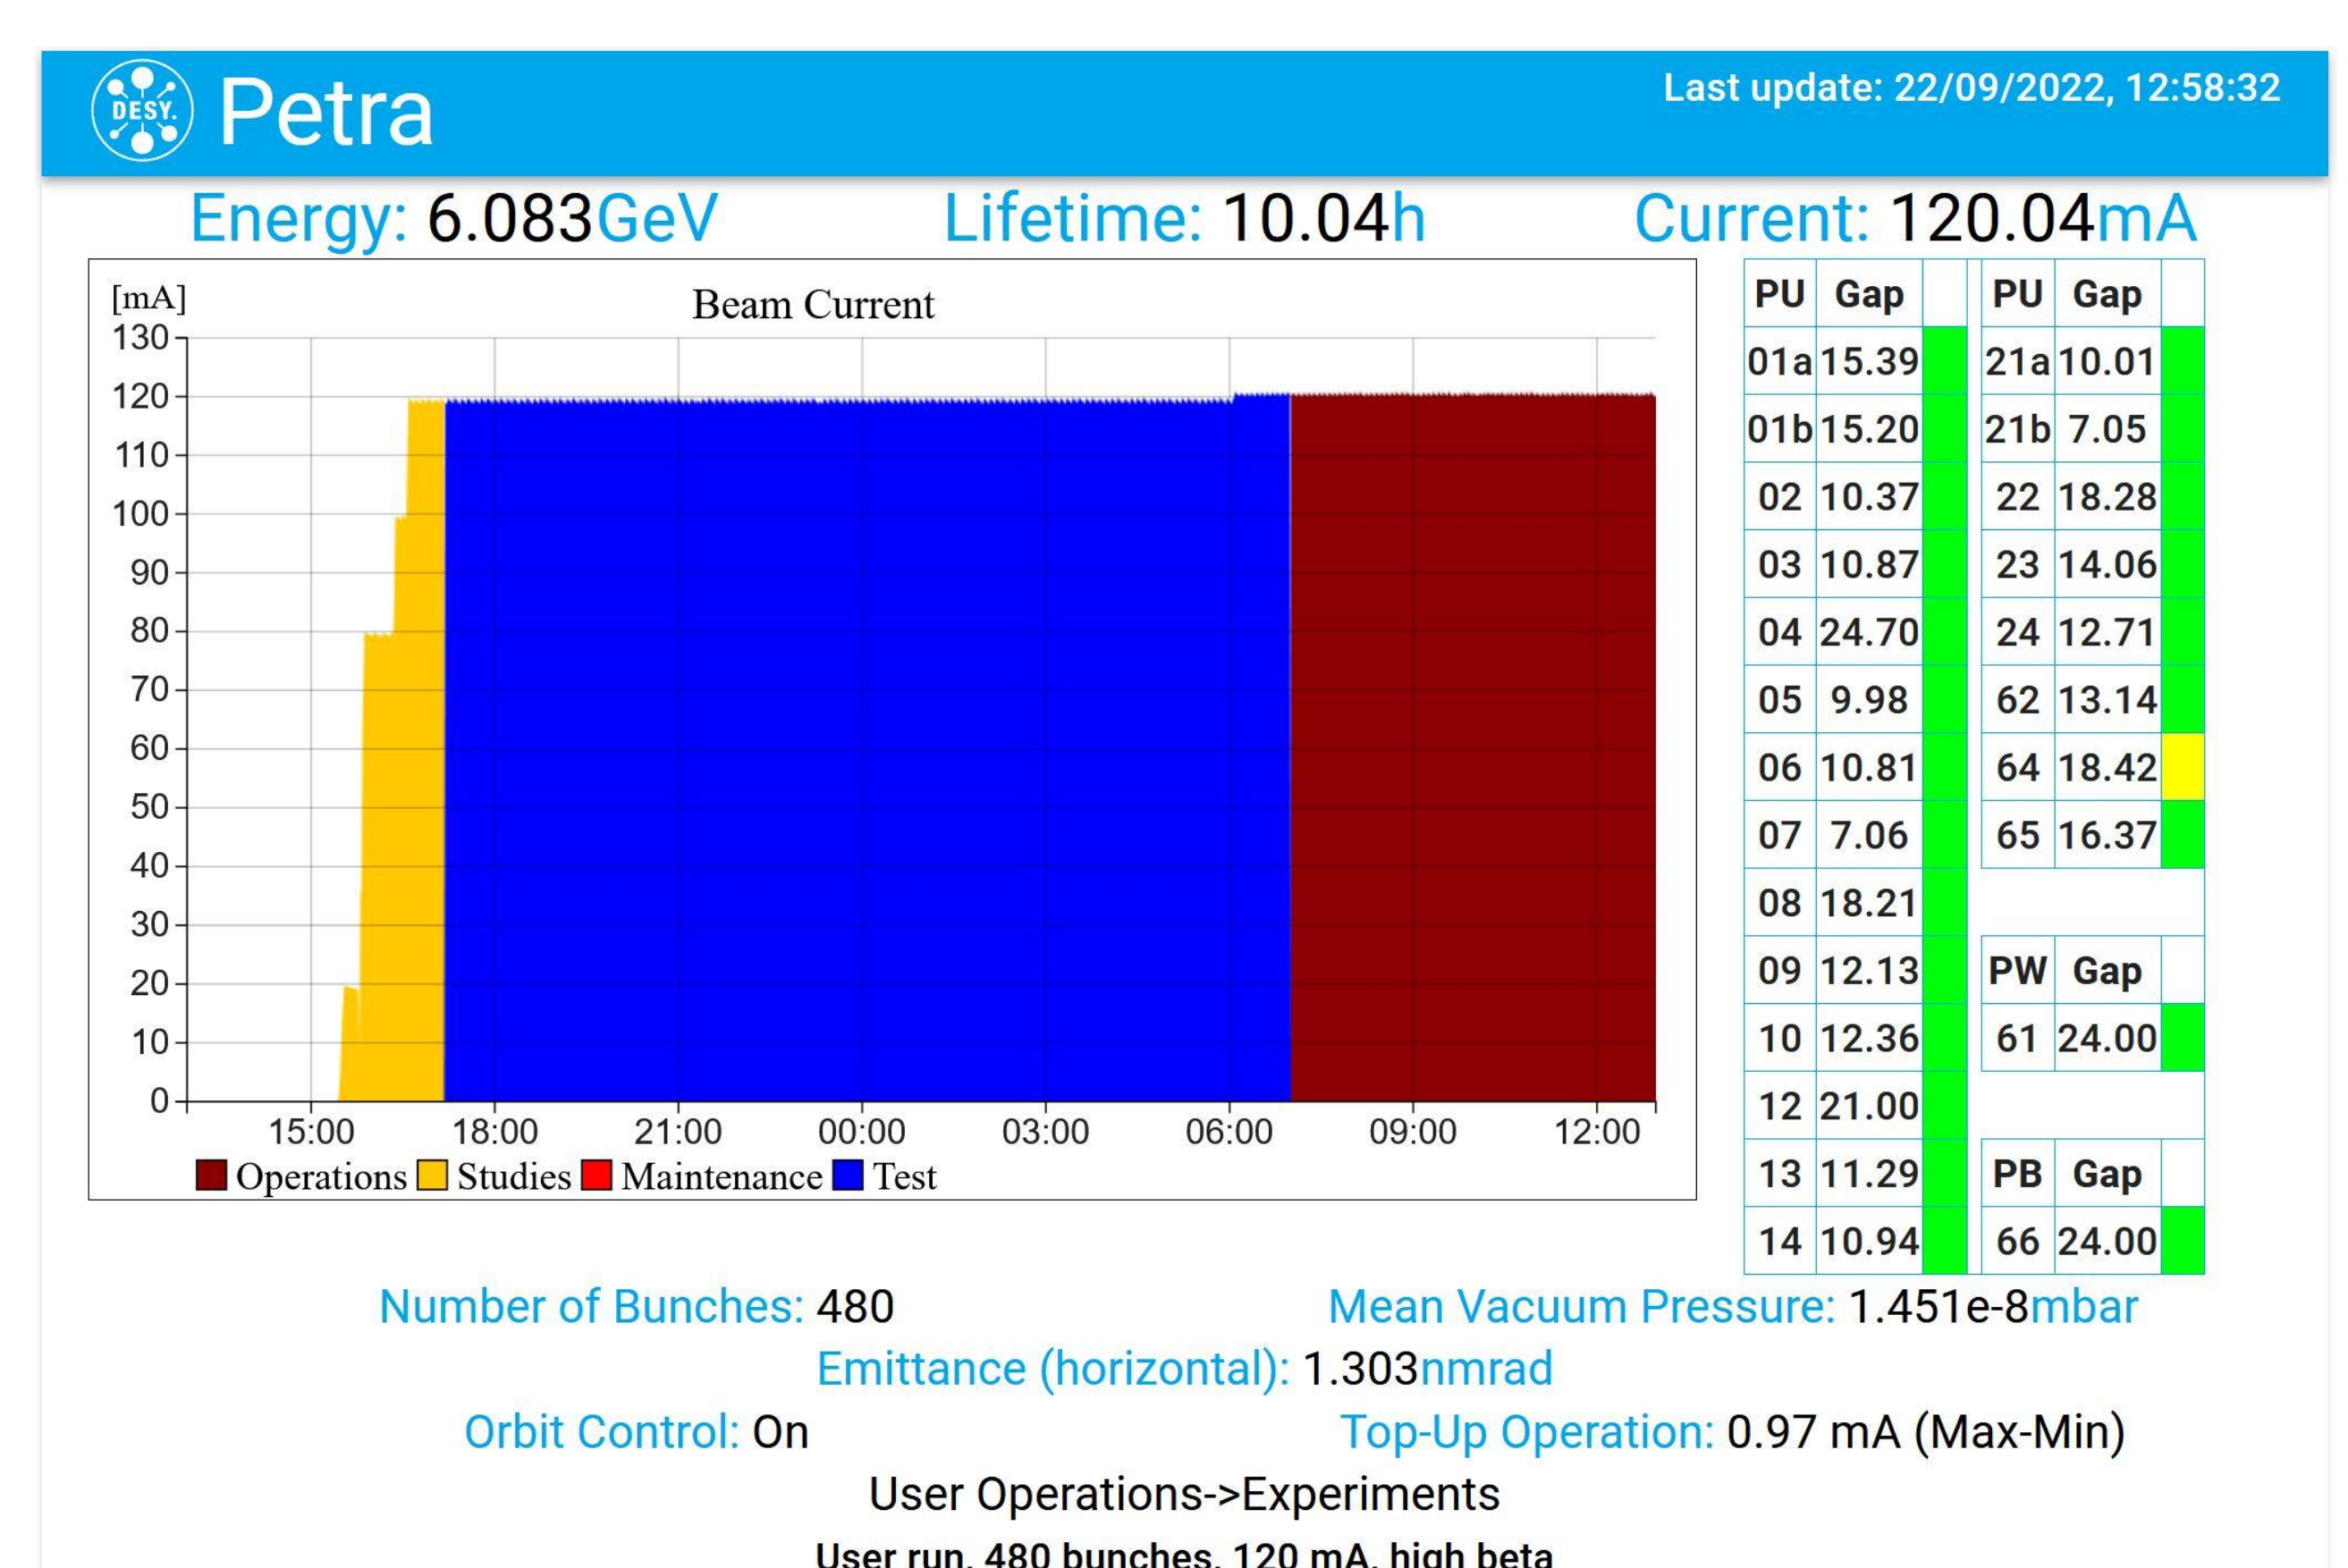 DESY.
Petra
Last update: 22/09/2022, 12:58:32
Energy: 6.083GeV
Lifetime: 10.04h
Current: 120.04mA
[mA]
Beam Current
130
120
110
100
90
80
70
60
50
40
30
20
10
0
15:00 18:00 21:00 00:00 03:00 06:00 09:00 12:00
Operations Studies Maintenance Test
PU Gap
01a 15.39
01b 15.20
02 10.37
03 10.87
04 24.70
05 9.98
06 10.81
07 7.06
08 18.21
09 12.13
10 12.36
12 21.00
13 11.29
14 10.94
PU Gap
21a 10.01
21b 7.05
22 18.28
23 14.06
24 12.71
62 13.14
64 18.42
65 16.37
PW Gap
61 24.00
PB Gap
66 24.00
Number of Bunches: 480
Mean Vacuum Pressure: 1.451e-8mbar
Emittance (horizontal): 1.303nmrad
Orbit Control: On
Top-Up Operation: 0.97 mA (Max-Min)
User Operations->Experiments
User run, 480 bunches, 120 mA, high beta